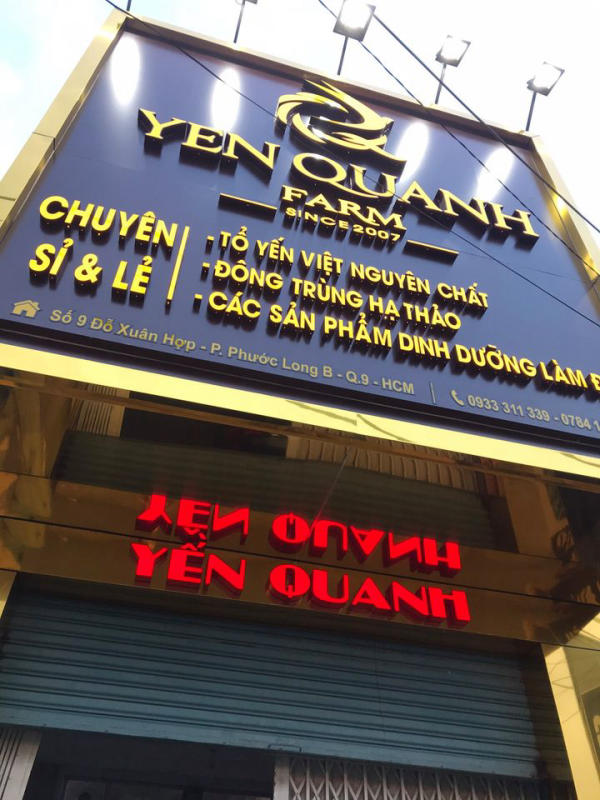 YEN QUANH
FARM
SINCE 2007
CHUYÊN
SỈ & LẺ
- TỔ YẾN VIỆT NGUYÊN CHẤT
- ĐÔNG TRÙNG HẠ THẢO
- CÁC SẢN PHẨM DINH DƯỠNG LÀM
Số 9 Đỗ Xuân Hợp - P. Phước Long B - Q.9 - HCM
0933 311 339 - 0784
YẾN QUANH